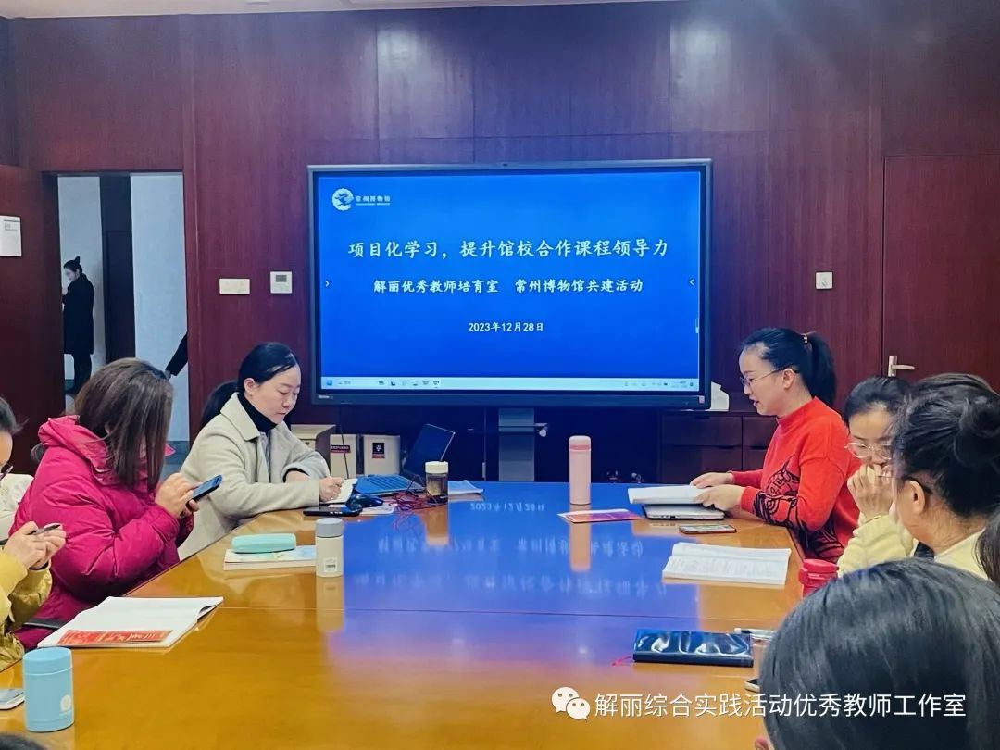 常州博物馆
项目化学习，提升馆校合作课程领导力
解丽优秀教师培育室 常州博物馆共建活动
2023年12月28日
解丽综合实践活动优秀教师工作室